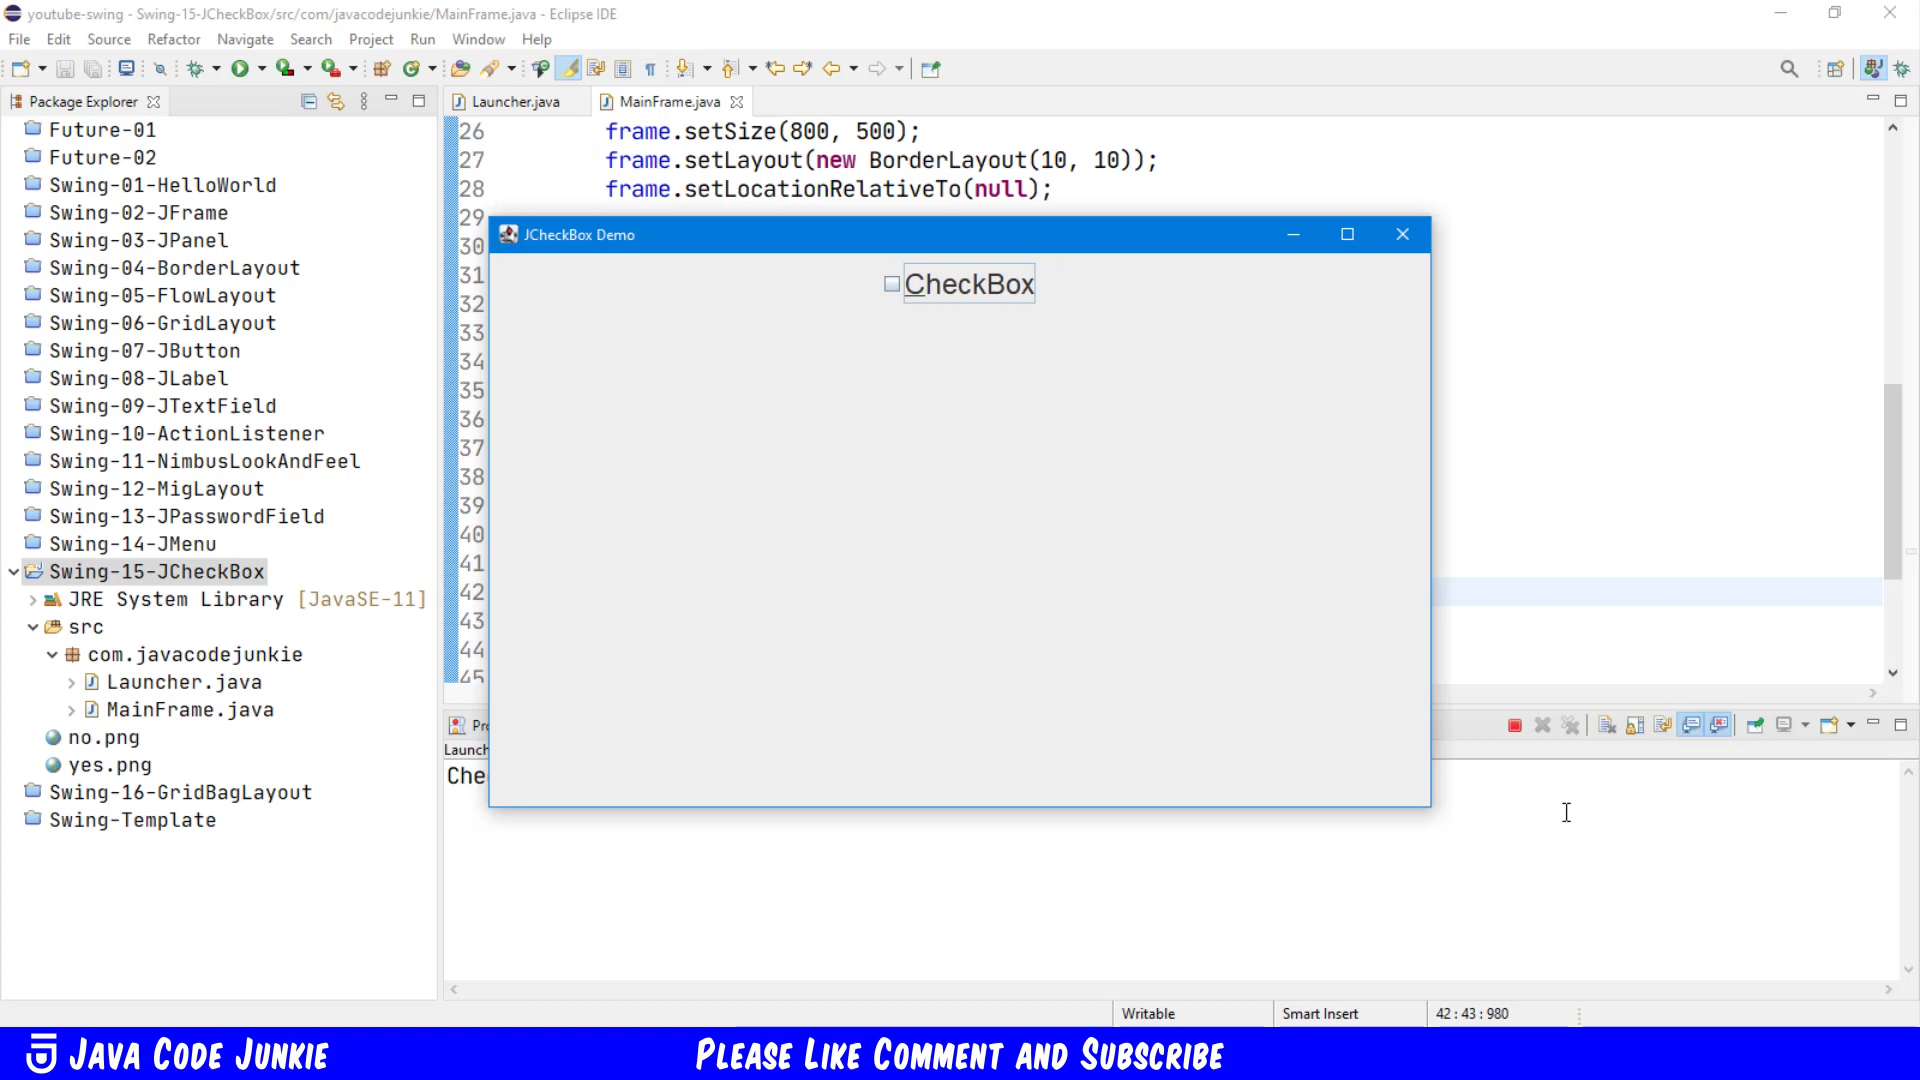 youtube-swing - Swing-15-JCheckBox/src/com/javacodejunkie/MainFrame.java - Eclipse IDE
File Edit Source Refactor Navigate Search Project Run Window Help
Package Explorer
Future-01
Future-02
Swing-01-HelloWorld
Swing-02-JFrame
Swing-03-JPanel
Swing-04-BorderLayout
Swing-05-FlowLayout
Swing-06-GridLayout
Swing-07-JButton
Swing-08-JLabel
Swing-09-JTextField
Swing-10-ActionListener
Swing-11-NimbusLookAndFeel
Swing-12-MigLayout
Swing-13-JPasswordField
Swing-14-JMenu
Swing-15-JCheckBox
JRE System Library [JavaSE-11]
src
com.javacodejunkie
Launcher.java
MainFrame.java
no.png
yes.png
Swing-16-GridBagLayout
Swing-Template
Launcher.java MainFrame.java
26 frame.setSize(800, 500);
27 frame.setLayout(new BorderLayout(10, 10));
28 frame.setLocationRelativeTo(null);
29
30
31
32
33
34
35
36
37
38
39
40
41
42
43
44
45
JCheckBox Demo
CheckBox
Pr
Launch
Che
Writable Smart Insert 42 : 43 : 980
Java Code Junkie
Please Like Comment and Subscribe